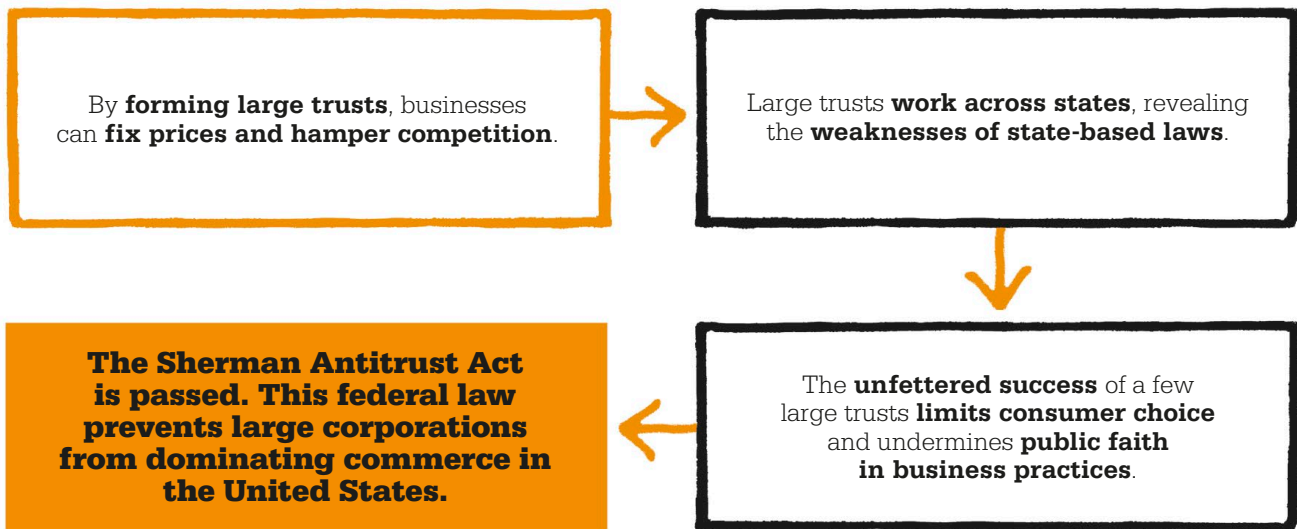 By forming large trusts, businesses
can fix prices and hamper competition.
Large trusts work across states, revealing
the weaknesses of state-based laws.
The unfettered success of a few
large trusts limits consumer choice
and undermines public faith
in business practices.
The Sherman Antitrust Act
is passed. This federal law
prevents large corporations
from dominating commerce in
the United States.